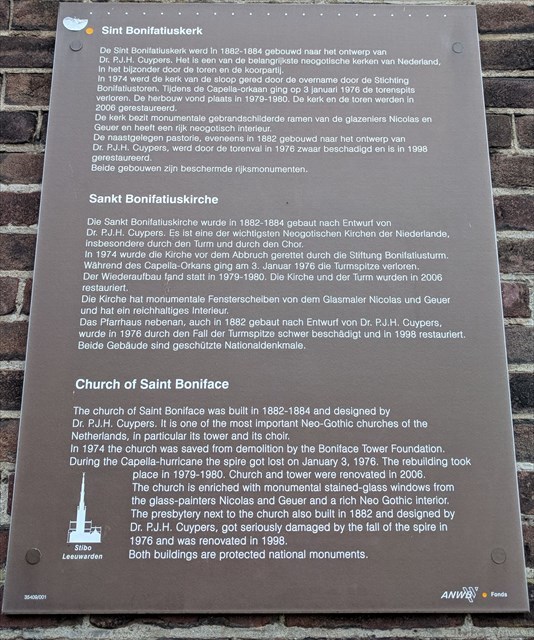 Sint Bonifatiuskerk
De Sint Bonifatiuskerk werd in 1882-1884 gebouwd naar het ontwerp van
Dr. P.J.H. Cuypers. Het is een van de belangrijkste neogotische kerken van Nederland,
in het bijzonder door de toren en de koorpartij.
In 1974 werd de kerk van de sloop gered door de overname door de Stichting
Bonifatiustoren. Tijdens de Capella-orkaan ging op 3 januari 1976 de torenspits
verloren. De herbouw vond plaats in 1979-1980. De kerk en de toren werden in
2006 gerestaureerd.
De kerk bezit monumentale gebrandschilderde ramen van de glazeniers Nicolas en
Geuer en heeft een rijk neogotisch interieur.
De naastgelegen pastorie, eveneens in 1882 gebouwd naar het ontwerp van
Dr. P.J.H. Cuypers, werd door de torenval in 1976 zwaar beschadigd en is in 1998
gerestaureerd.
Beide gebouwen zijn beschermde rijksmonumenten.
Sankt Bonifatiuskirche
Die Sankt Bonifatiuskirche wurde in 1882-1884 gebaut nach Entwurf von
Dr. P.J.H. Cuypers. Es ist eine der wichtigsten Neogotischen Kirchen der Niederlande,
insbesondere durch den Turm und durch den Chor.
In 1974 wurde die Kirche vor dem Abbruch gerettet durch die Stiftung Bonifatiusturm.
Während des Capella-Orkans ging am 3. Januar 1976 die Turmspitze verloren.
Der Wiederaufbau fand statt in 1979-1980. Die Kirche und der Turm wurden in 2006
restauriert.
Die Kirche hat monumentale Fensterscheiben von dem Glasmaler Nicolas und Geuer
und hat ein reichhaltiges Interieur.
Das Pfarrhaus nebenan, auch in 1882 gebaut nach Entwurf von Dr. P.J.H. Cuypers,
wurde in 1976 durch den Fall der Turmspitze schwer beschädigt und in 1998 restauriert.
Beide Gebäude sind geschützte Nationaldenkmale.
Church of Saint Boniface
The church of Saint Boniface was built in 1882-1884 and designed by
Dr. P.J.H. Cuypers. It is one of the most important Neo-Gothic churches of the
Netherlands, in particular its tower and its choir.
In 1974 the church was saved from demolition by the Boniface Tower Foundation.
During the Capella-hurricane the spire got lost on January 3, 1976. The rebuilding took
place in 1979-1980. Church and tower were renovated in 2006.
The church is enriched with monumental stained-glass windows from
the glass-painters Nicolas and Geuer and a rich Neo Gothic interior.
The presbytery next to the church also built in 1882 and designed by
Dr. P.J.H. Cuypers, got seriously damaged by the fall of the spire in
1976 and was renovated in 1998.
Both buildings are protected national monuments.
Stibo
Leeuwarden
35409/001
ANWB Fonds